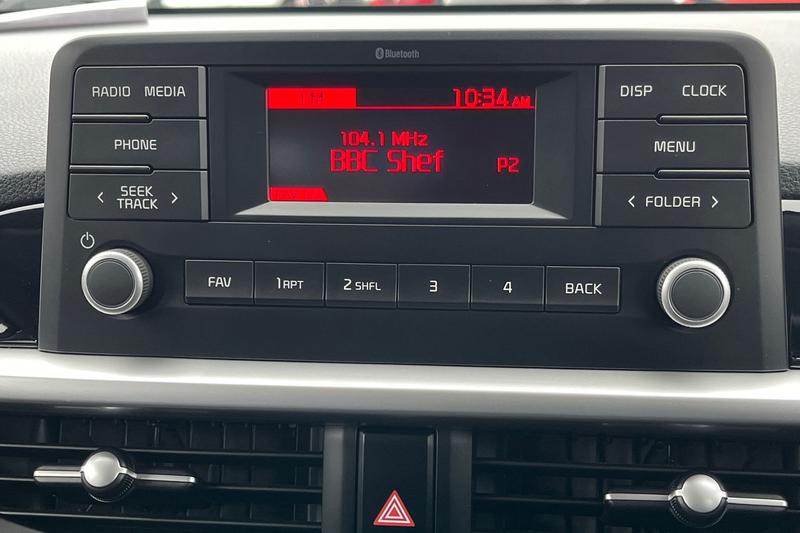 Bluetooth
RADIO MEDIA
PHONE
< SEEK TRACK >
FM
10:34 AM
104.1 MHz
BBC Shef
P2
DISP CLOCK
MENU
< FOLDER >
FAV
1 RPT
2 SHFL
3
4
BACK